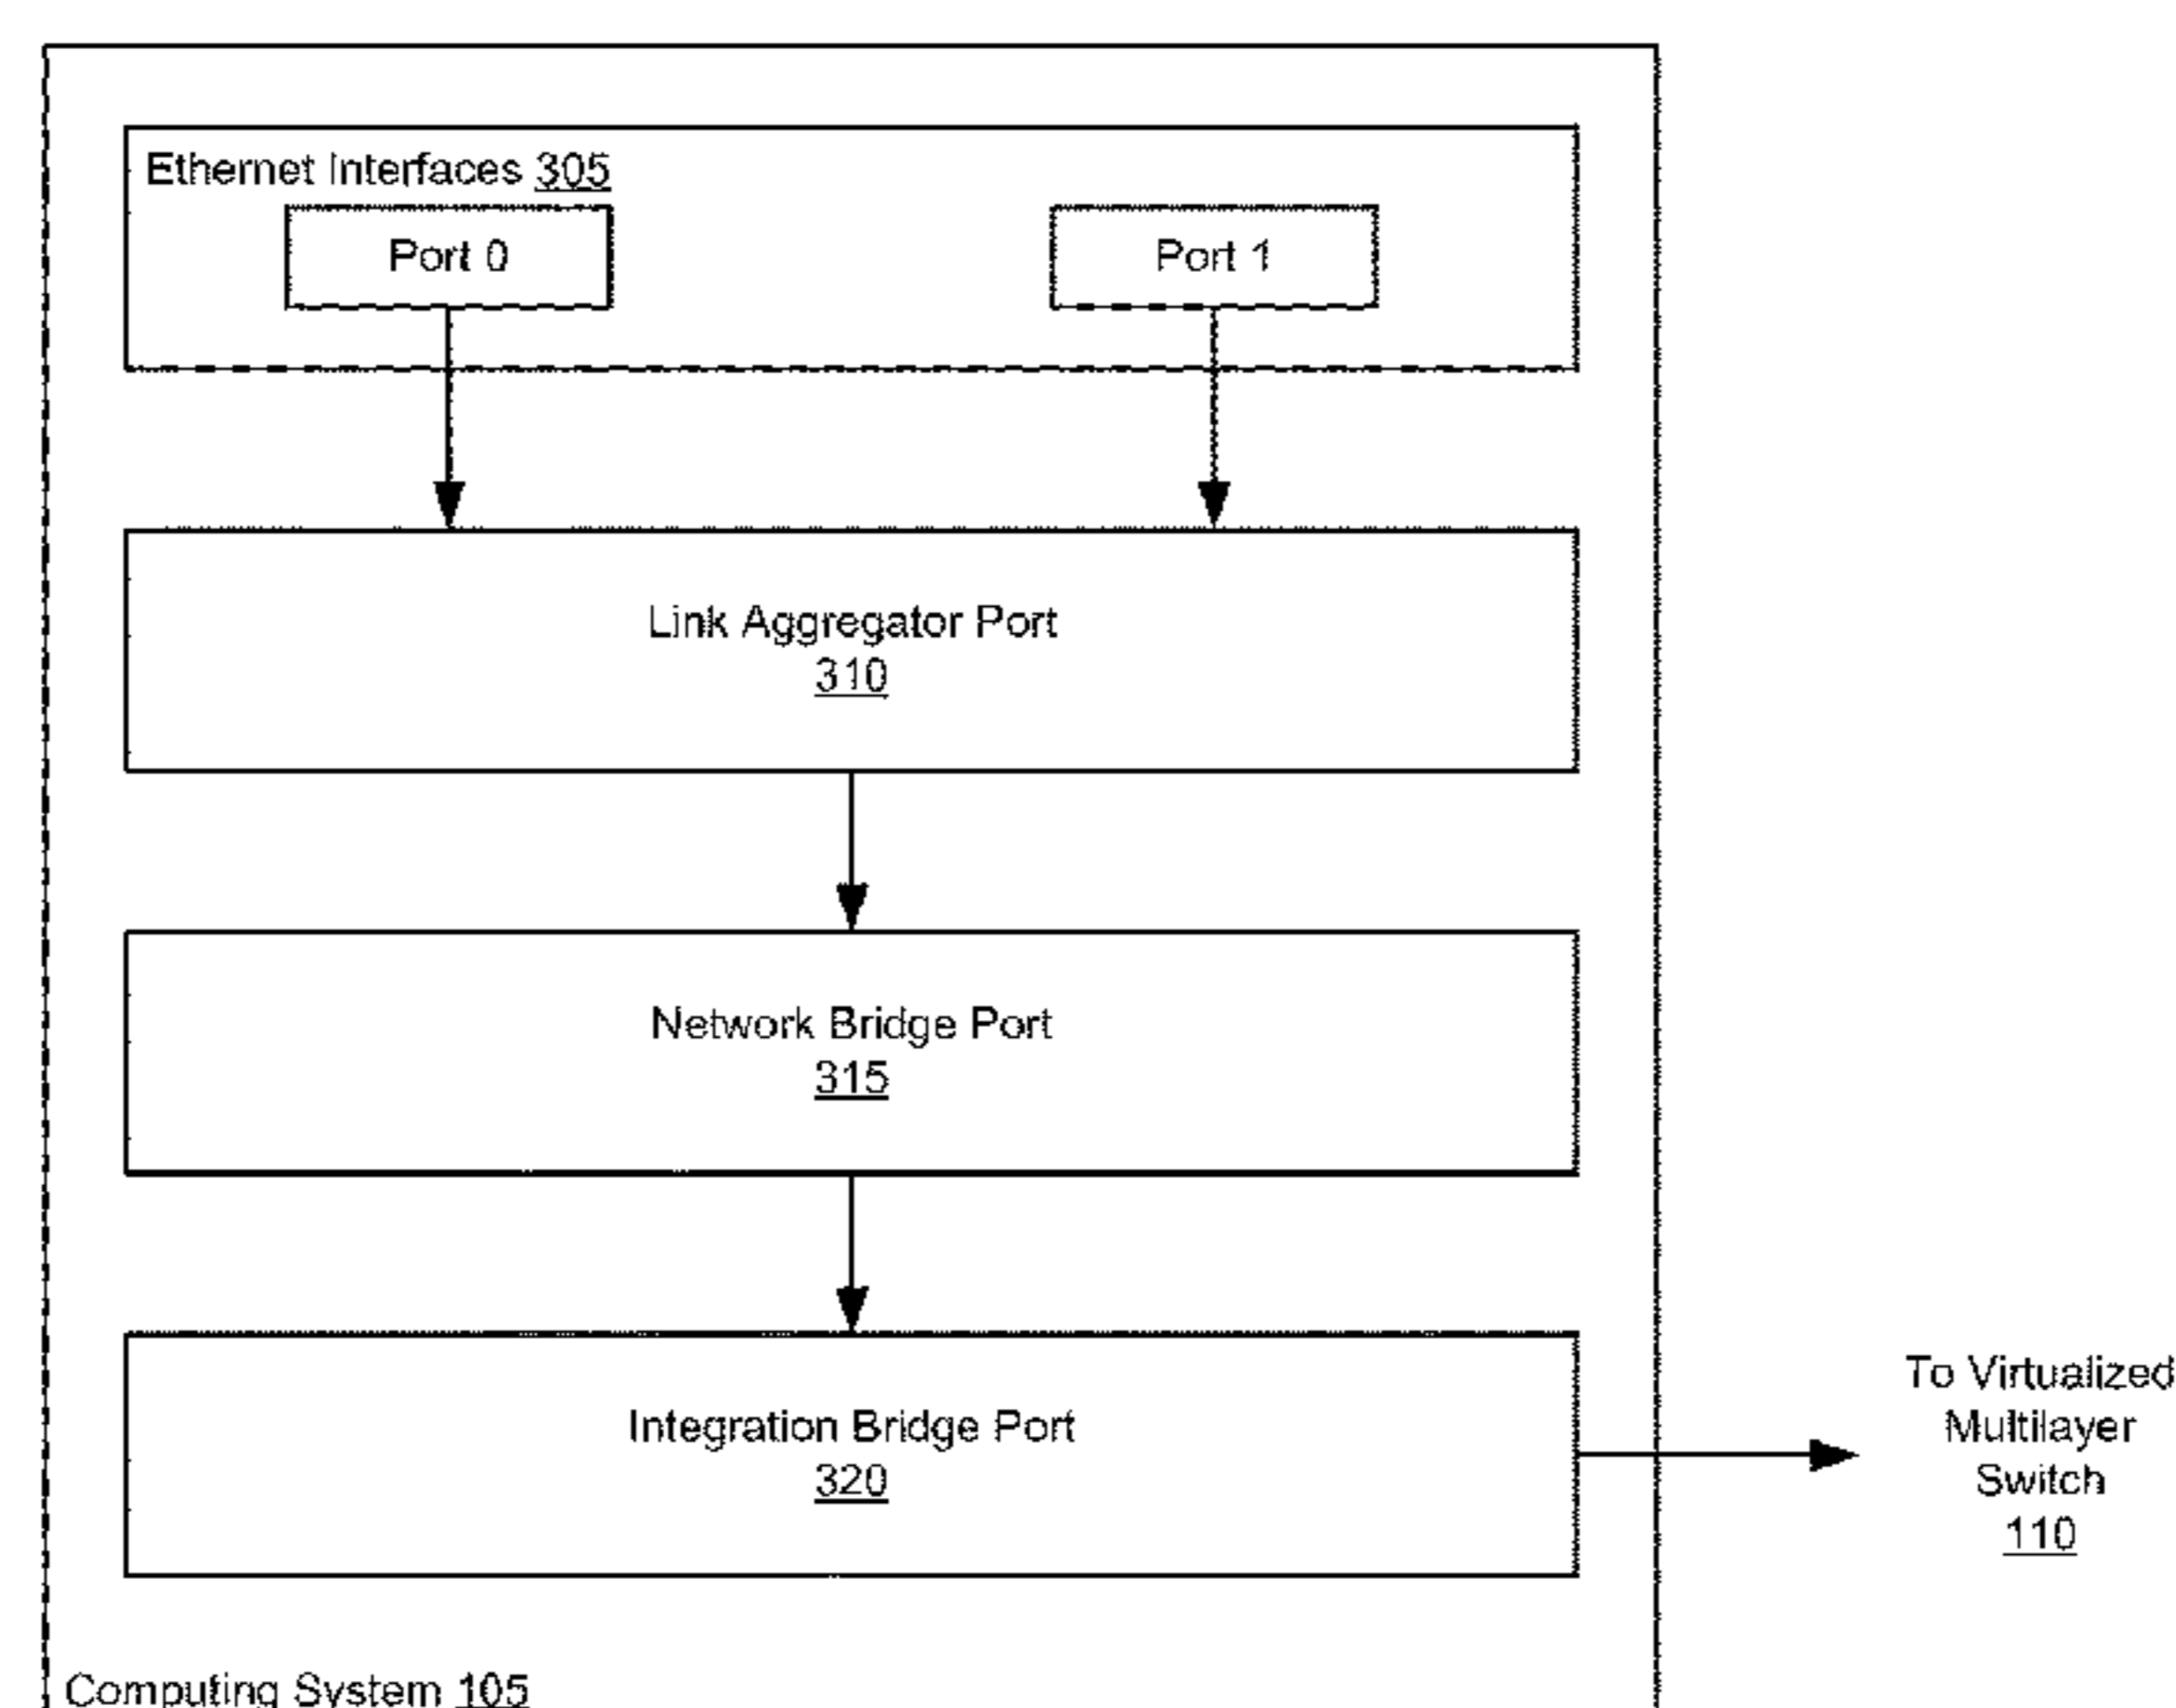 Ethernet Interfaces 305
Port 0
Port 1
Link Aggregator Port
310
Network Bridge Port
315
Integration Bridge Port
320
To Virtualized
Multilayer
Switch
110
Computing System 105